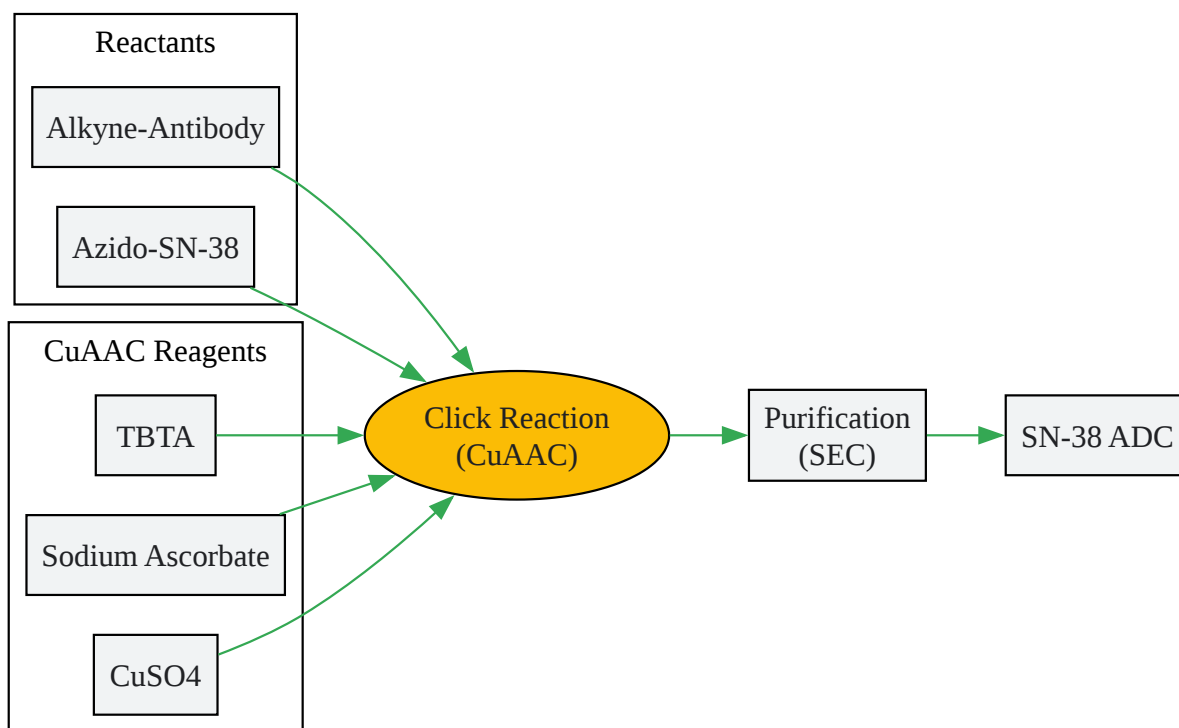 Reactants
Alkyne-Antibody
Azido-SN-38
CuAAC Reagents
TBTA
Sodium Ascorbate
CuSO4
Click Reaction
(CuAAC)
Purification
(SEC)
SN-38 ADC